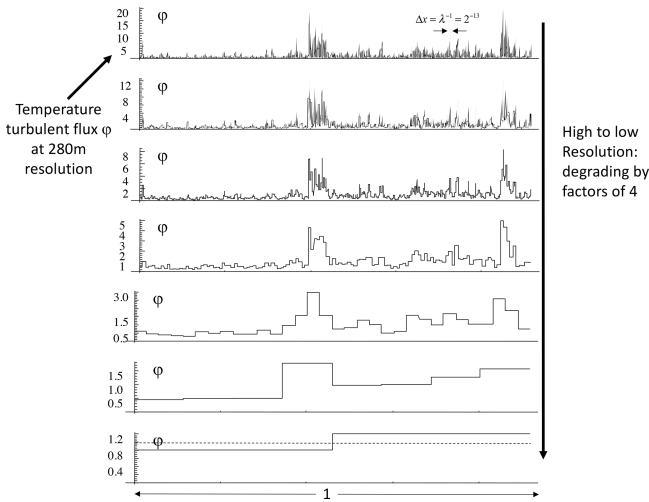 20
15
10
5
φ
Δx = λ⁻¹ = 2⁻¹³
12
8
4
φ
Temperature
turbulent flux φ
at 280m
resolution
High to low
Resolution:
degrading by
factors of 4
8
6
4
2
φ
5
4
3
2
1
φ
3.0
1.5
0.5
φ
1.5
1.0
0.5
φ
1.2
0.8
0.4
φ
1